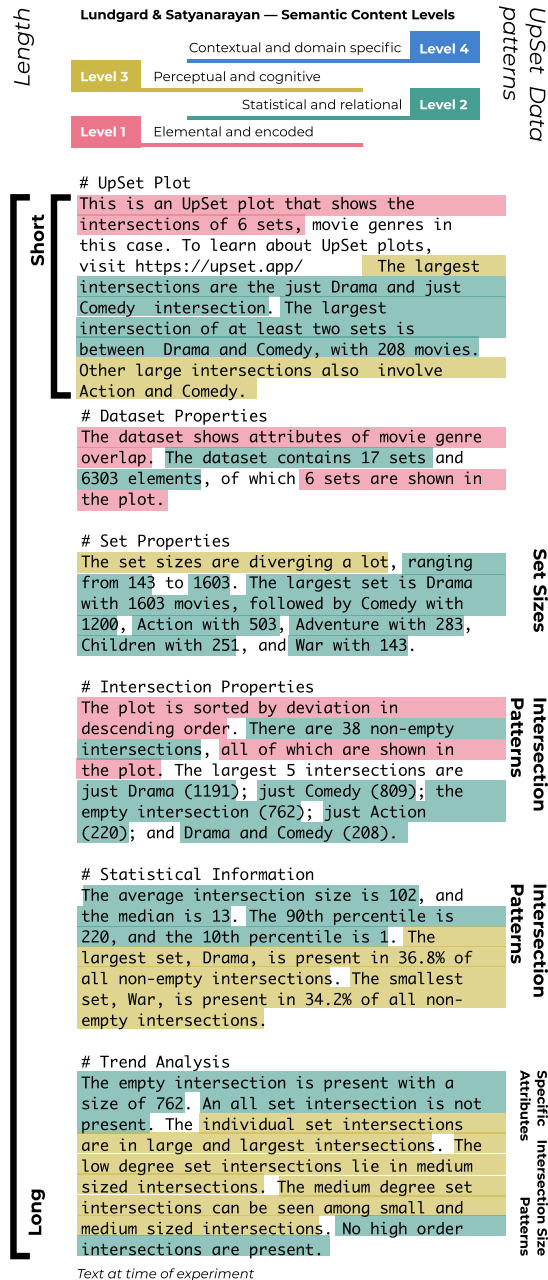 Lundgard & Satyanarayan — Semantic Content Levels
Length
UpSet Data patterns
Contextual and domain specific Level 4
Level 3 Perceptual and cognitive
Statistical and relational Level 2
Level 1 Elemental and encoded
Short
# UpSet Plot
This is an UpSet plot that shows the
intersections of 6 sets, movie genres in
this case. To learn about UpSet plots,
visit https://upset.app/ The largest
intersections are the just Drama and just
Comedy intersection. The largest
intersection of at least two sets is
between Drama and Comedy, with 208 movies.
Other large intersections also involve
Action and Comedy.
# Dataset Properties
The dataset shows attributes of movie genre
overlap. The dataset contains 17 sets and
6303 elements, of which 6 sets are shown in
the plot.
# Set Properties
The set sizes are diverging a lot, ranging
from 143 to 1603. The largest set is Drama
with 1603 movies, followed by Comedy with
1200, Action with 503, Adventure with 283,
Children with 251, and War with 143.
Set Sizes
# Intersection Properties
The plot is sorted by deviation in
descending order. There are 38 non-empty
intersections, all of which are shown in
the plot. The largest 5 intersections are
just Drama (1191); just Comedy (809); the
empty intersection (762); just Action
(220); and Drama and Comedy (208).
Intersection
Patterns
# Statistical Information
The average intersection size is 102, and
the median is 13. The 90th percentile is
220, and the 10th percentile is 1. The
largest set, Drama, is present in 36.8% of
all non-empty intersections. The smallest
set, War, is present in 34.2% of all non-
empty intersections.
Intersection
Patterns
# Trend Analysis
The empty intersection is present with a
size of 762. An all set intersection is not
present. The individual set intersections
are in large and largest intersections. The
low degree set intersections lie in medium
sized intersections. The medium degree set
intersections can be seen among small and
medium sized intersections. No high order
intersections are present.
Specific
Attributes
Intersection Size
Patterns
Long
Text at time of experiment